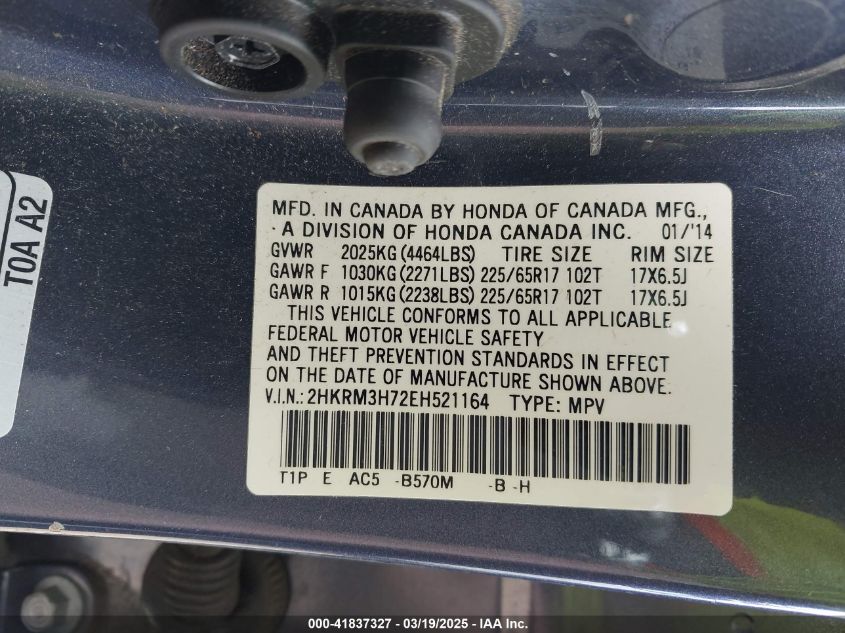 TOA A2
MFD. IN CANADA BY HONDA OF CANADA MFG.,
A DIVISION OF HONDA CANADA INC. 01/'14
GVWR 2025KG(4464LBS) TIRE SIZE RIM SIZE
GAWR F 1030KG(2271LBS) 225/65R17 102T 17X6.5J
GAWR R 1015KG(2238LBS) 225/65R17 102T 17X6.5J
THIS VEHICLE CONFORMS TO ALL APPLICABLE
FEDERAL MOTOR VEHICLE SAFETY
AND THEFT PREVENTION STANDARDS IN EFFECT
ON THE DATE OF MANUFACTURE SHOWN ABOVE.
V.I.N.: 2HKRM3H72EH521164 TYPE: MPV
T1P E AC5 -B570M -B -H
000-41837327 - 03/19/2025 - IAA Inc.